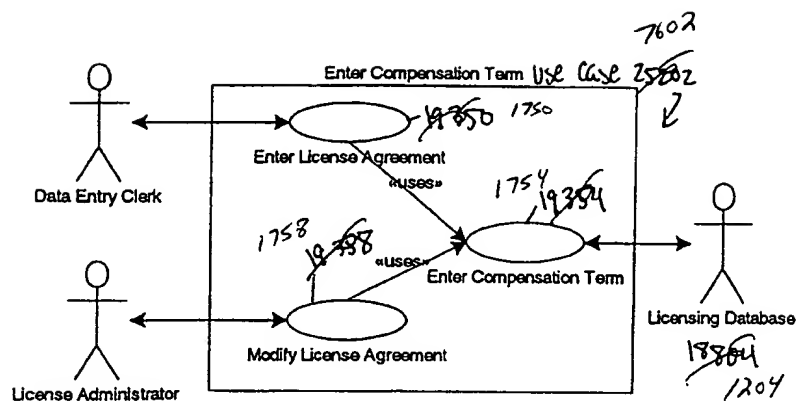 7602
Enter Compensation Term use case 25202
19350 1750
Enter License Agreement
«uses»
Data Entry Clerk
1754
19354
1758
19358
«uses»
Enter Compensation Term
Licensing Database
Modify License Agreement
18804
1204
License Administrator